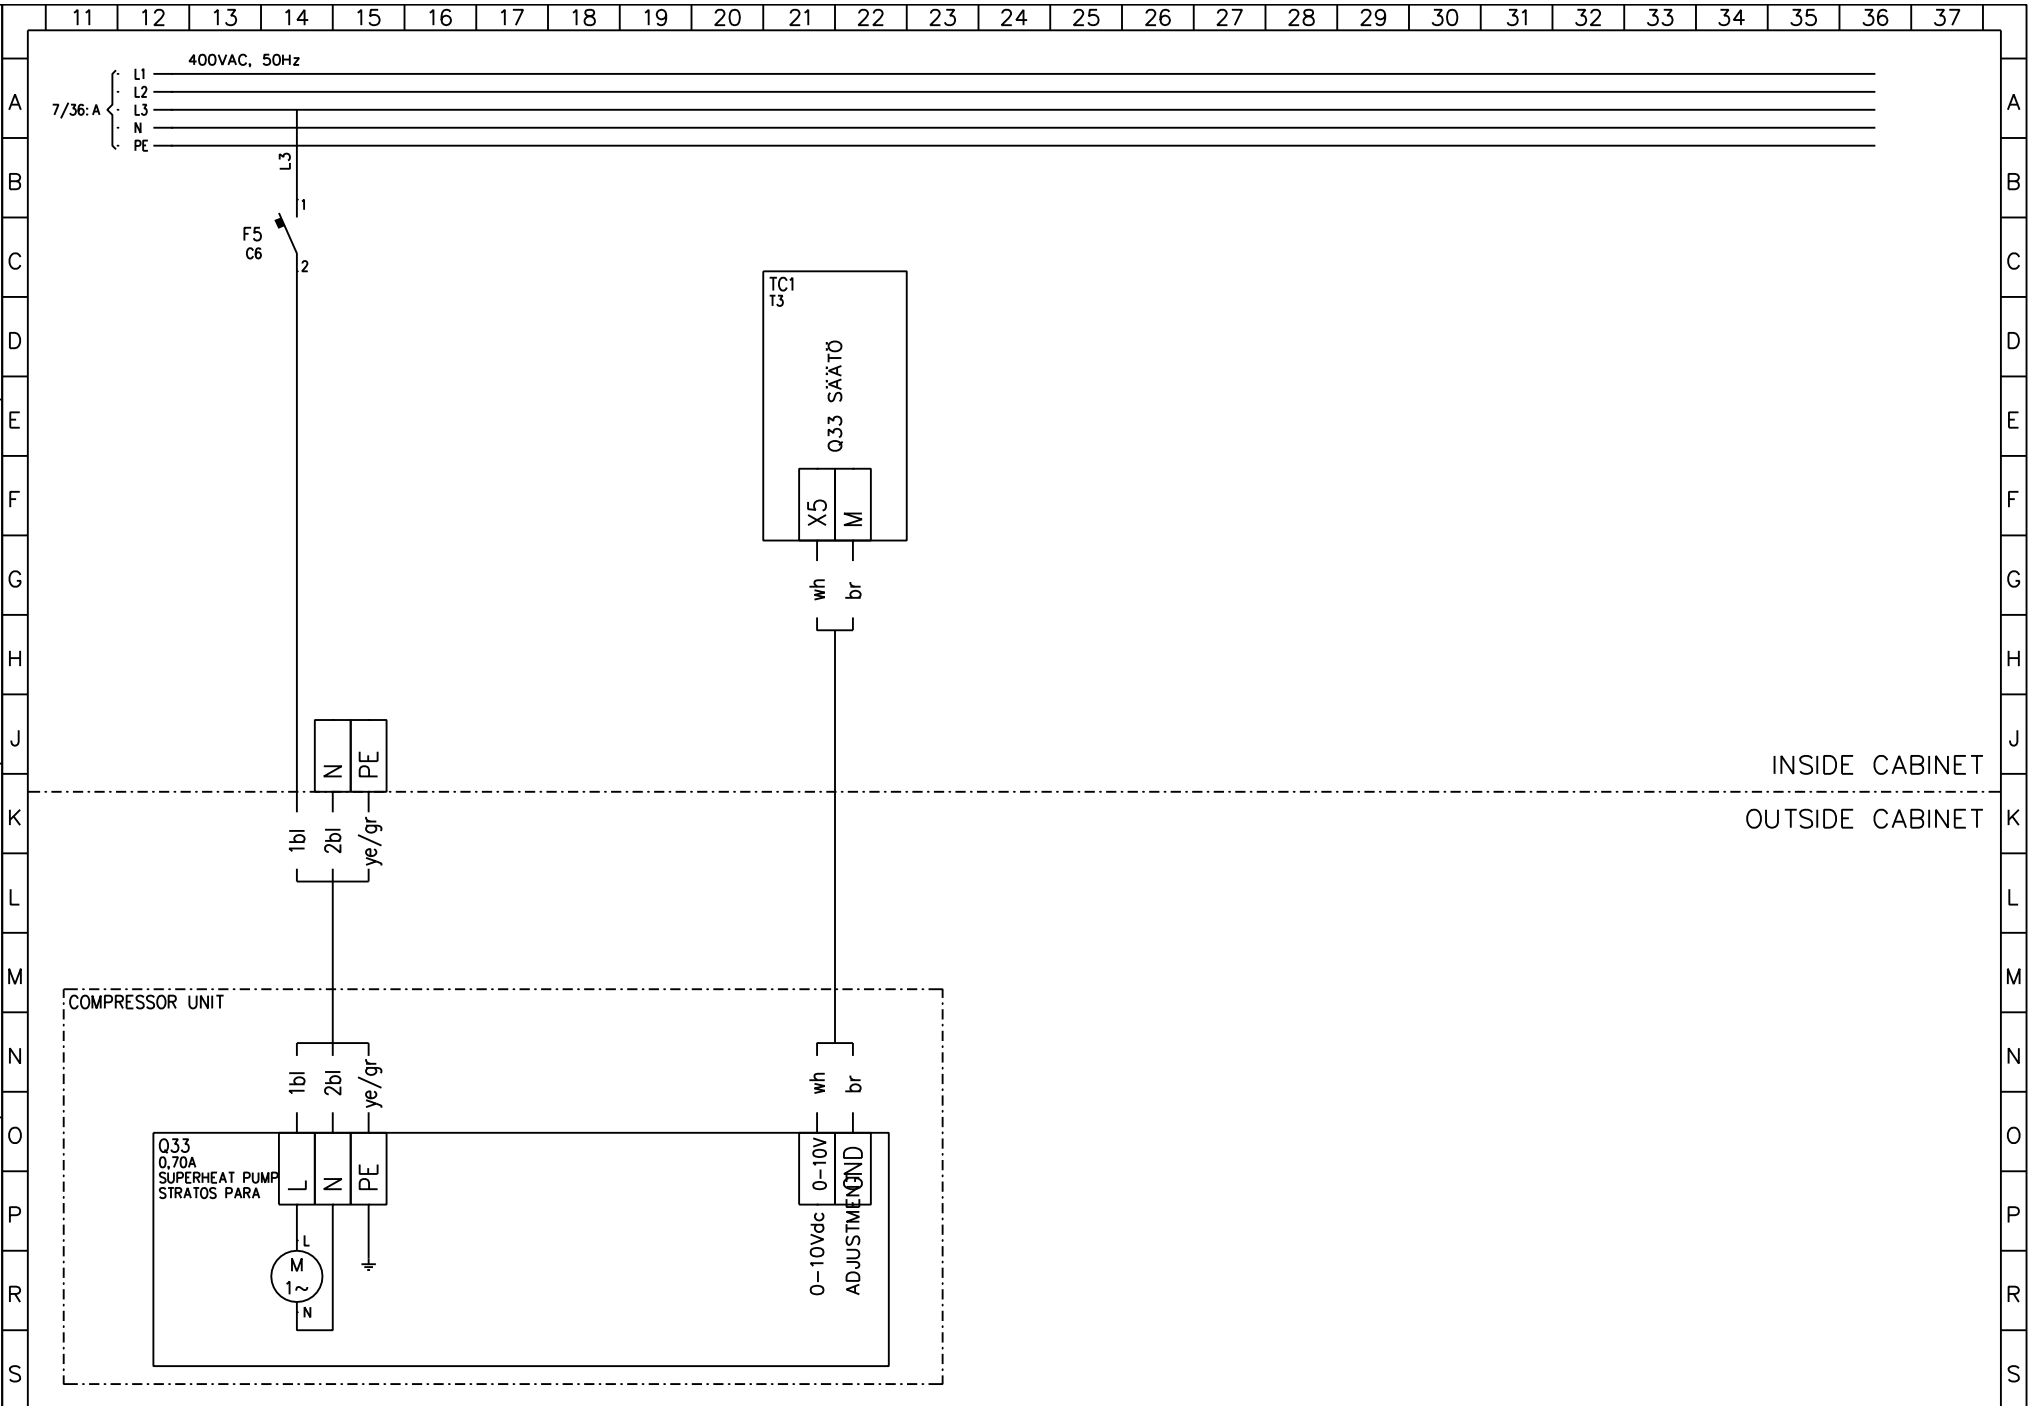 11 12 13 14 15 16 17 18 19 20 21 22 23 24 25 26 27 28 29 30 31 32 33 34 35 36 37
400VAC, 50Hz
L1
L2
A 7/36:A L3 A
N
PE
L3
B B
1
F5
C6
C C
2
TC1
T3
D D
Q33 SÄÄTÖ
E E
F X5 M F
G wh br G
H H
J N PE J
INSIDE CABINET
K OUTSIDE CABINET K
1bl 2bl ye/gr
L L
M M
COMPRESSOR UNIT
N N
1bl 2bl ye/gr wh br
O O
Q33
0,70A
SUPERHEAT PUMP
STRATOS PARA
L N PE 0-10V GND
0-10Vdc
ADJUSTMENT
P P
L
M
1~
R R
N
S S